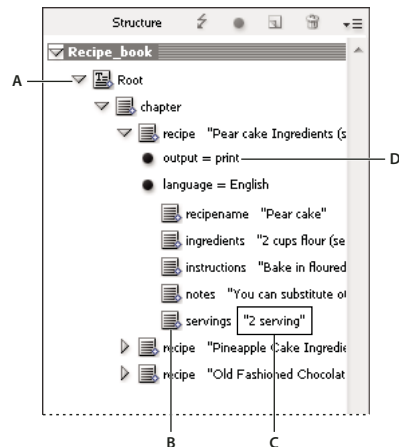 Structure
Recipe_book
A
Root
chapter
recipe "Pear cake Ingredients (s
output = print
D
language = English
recipename "Pear cake"
ingredients "2 cups flour (se
instructions "Bake in floured
notes "You can substitute
servings "2 serving"
recipe "Pineapple Cake Ingredie
recipe "Old Fashioned Chocolat
B
C